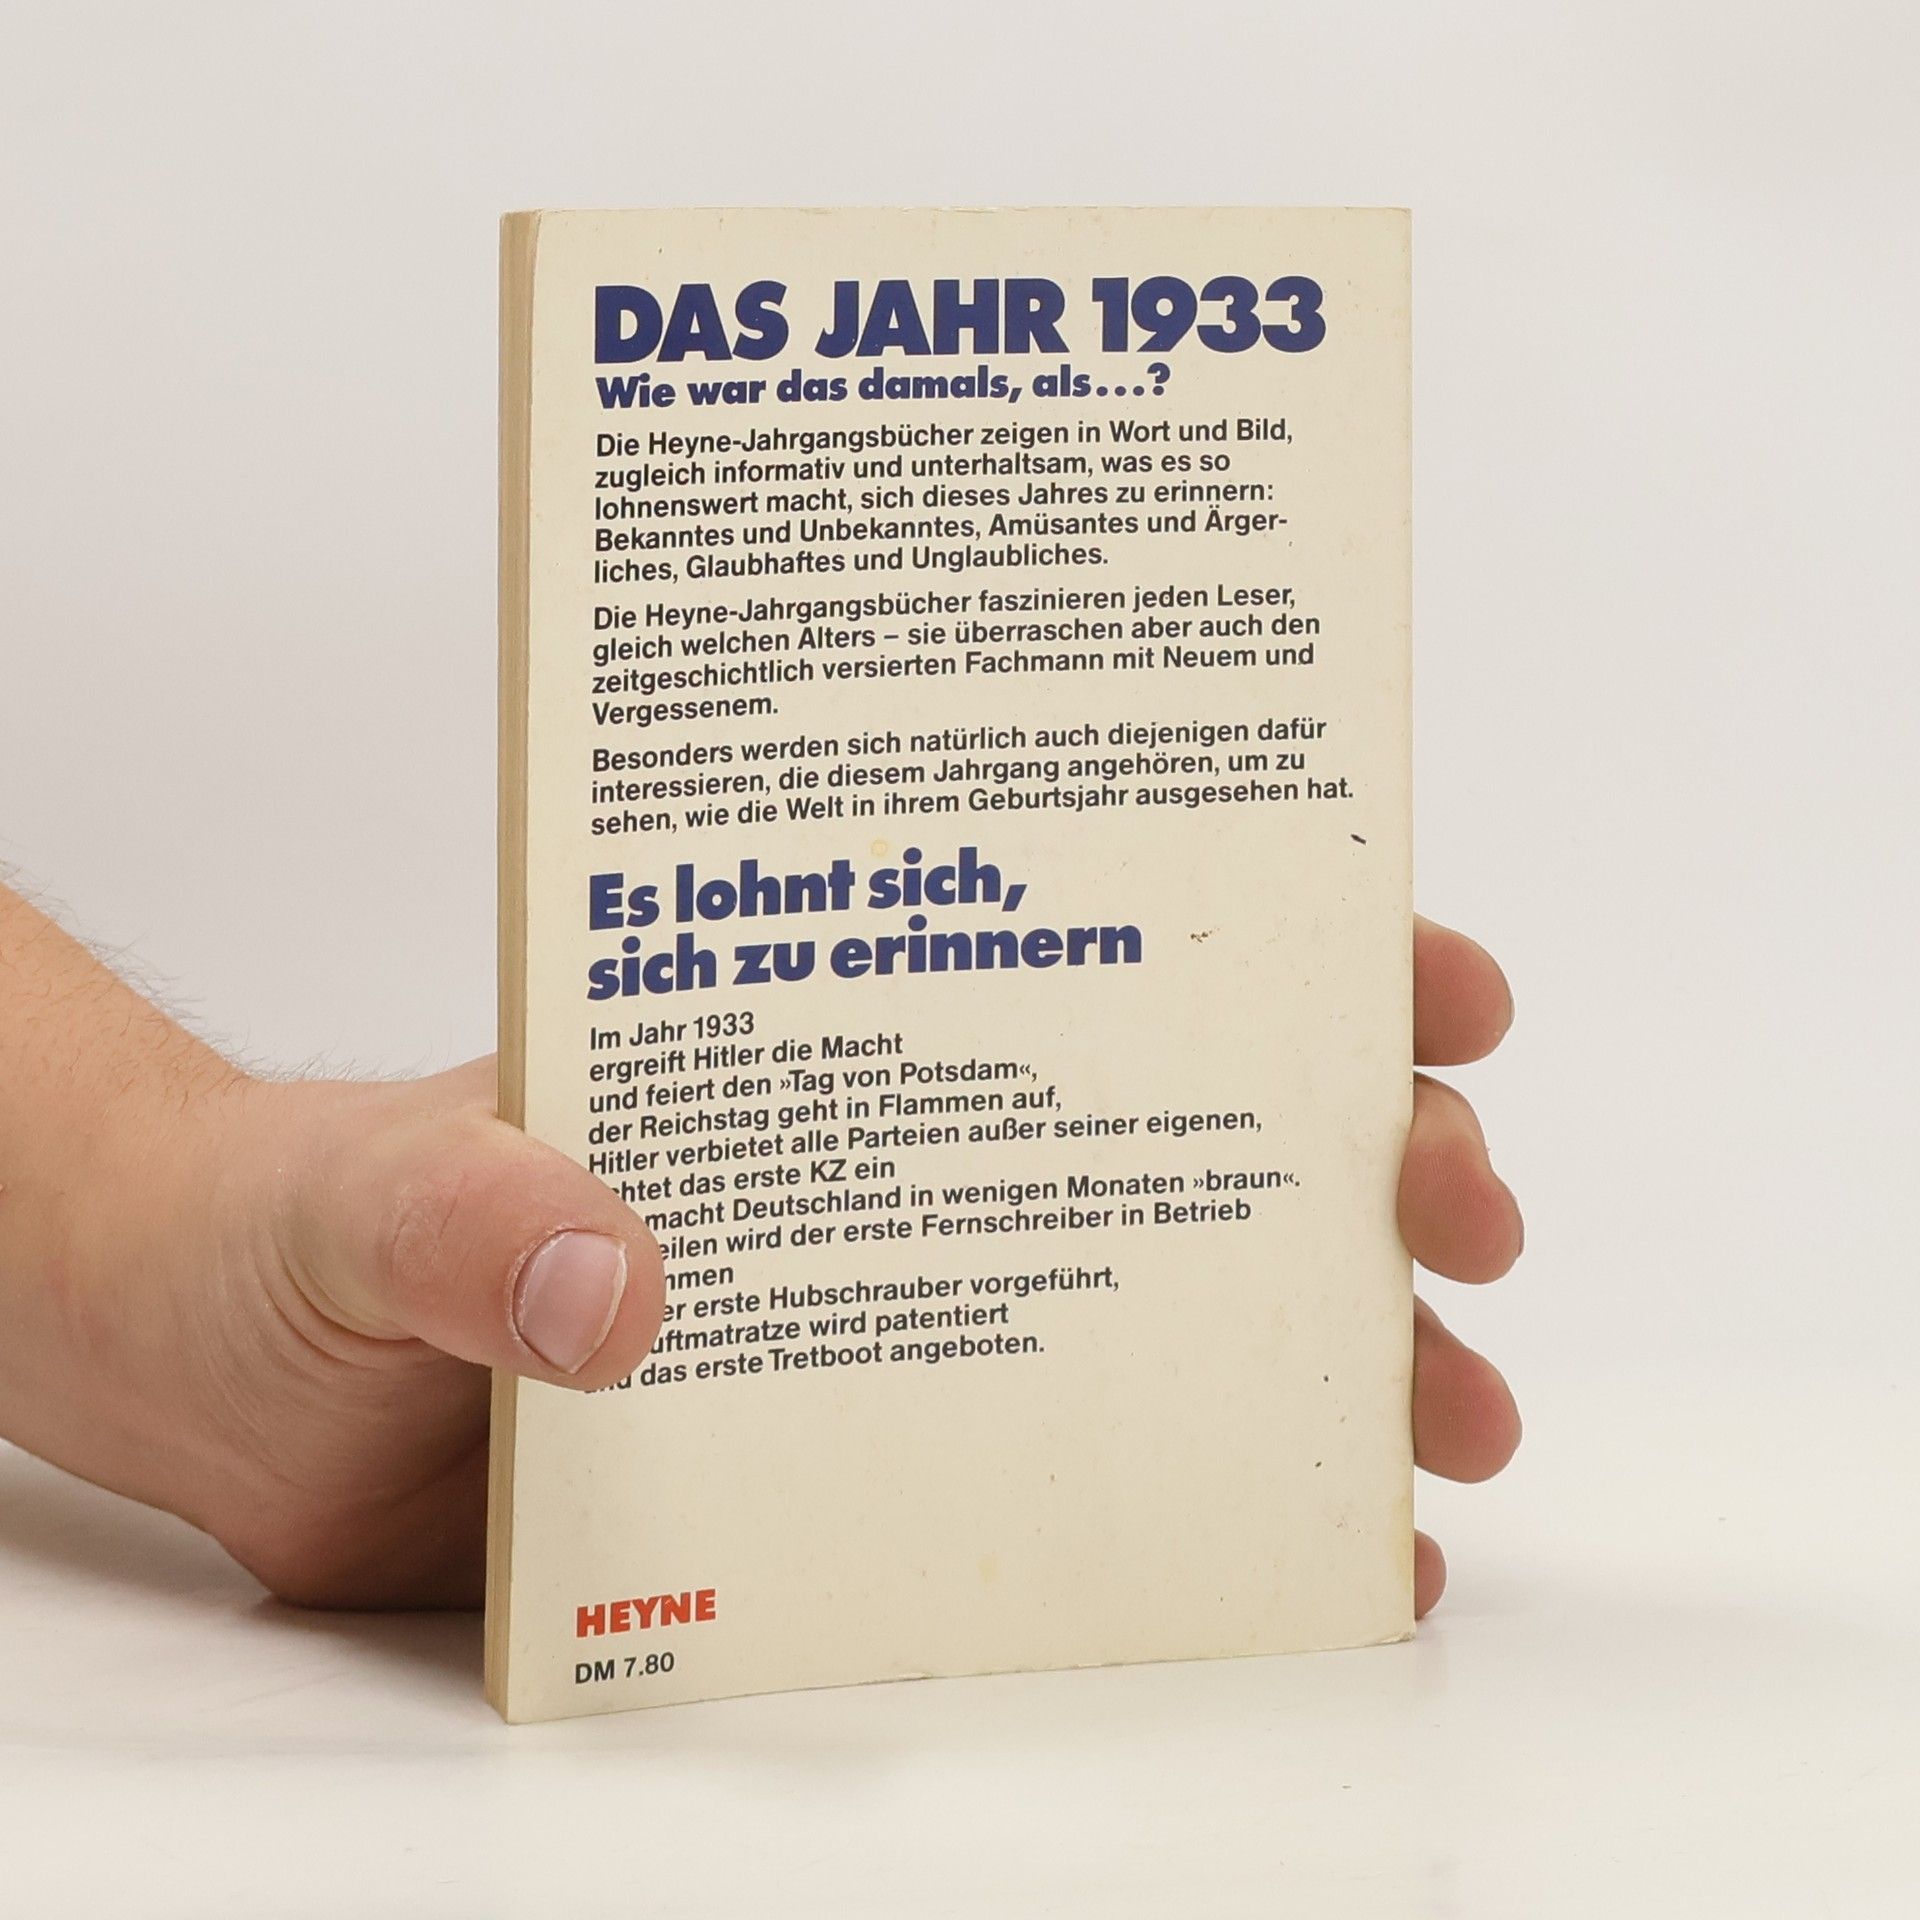 DAS JAHR 1933
Wie war das damals, als...?
Die Heyne-Jahrgangsbücher zeigen in Wort und Bild,
zugleich informativ und unterhaltsam, was es so
lohnenswert macht, sich dieses Jahres zu erinnern:
Bekanntes und Unbekanntes, Amüsantes und Ärger-
liches, Glaubhaftes und Unglaubliches.
Die Heyne-Jahrgangsbücher faszinieren jeden Leser,
gleich welchen Alters – sie überraschen aber auch den
zeitgeschichtlich versierten Fachmann mit Neuem und
Vergessenem.
Besonders werden sich natürlich auch diejenigen dafür
interessieren, die diesem Jahrgang angehören, um zu
sehen, wie die Welt in ihrem Geburtsjahr ausgesehen hat.
Es lohnt sich,
sich zu erinnern
Im Jahr 1933
ergreift Hitler die Macht
und feiert den »Tag von Potsdam«,
der Reichstag geht in Flammen auf,
Hitler verbietet alle Parteien außer seiner eigenen,
das erste KZ ein
macht Deutschland in wenigen Monaten »braun«.
wird der erste Fernschreiber in Betrieb
erste Hubschrauber vorgeführt,
wird patentiert
das erste Tretboot angeboten.
HEYNE
DM 7.80